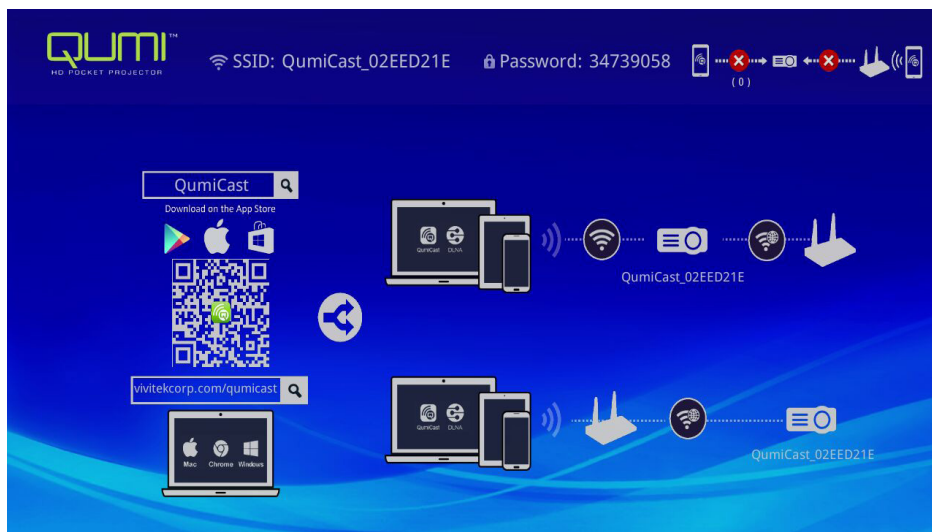 QUMI™
HD POCKET PROJECTOR
SSID: QumiCast_02EED21E
Password: 34739058
(0)
QumiCast
Download on the App Store
QumiCast DLNA
QumiCast_02EED21E
vivitekcorp.com/qumicast
Mac Chrome Windows
QumiCast DLNA
QumiCast_02EED21E